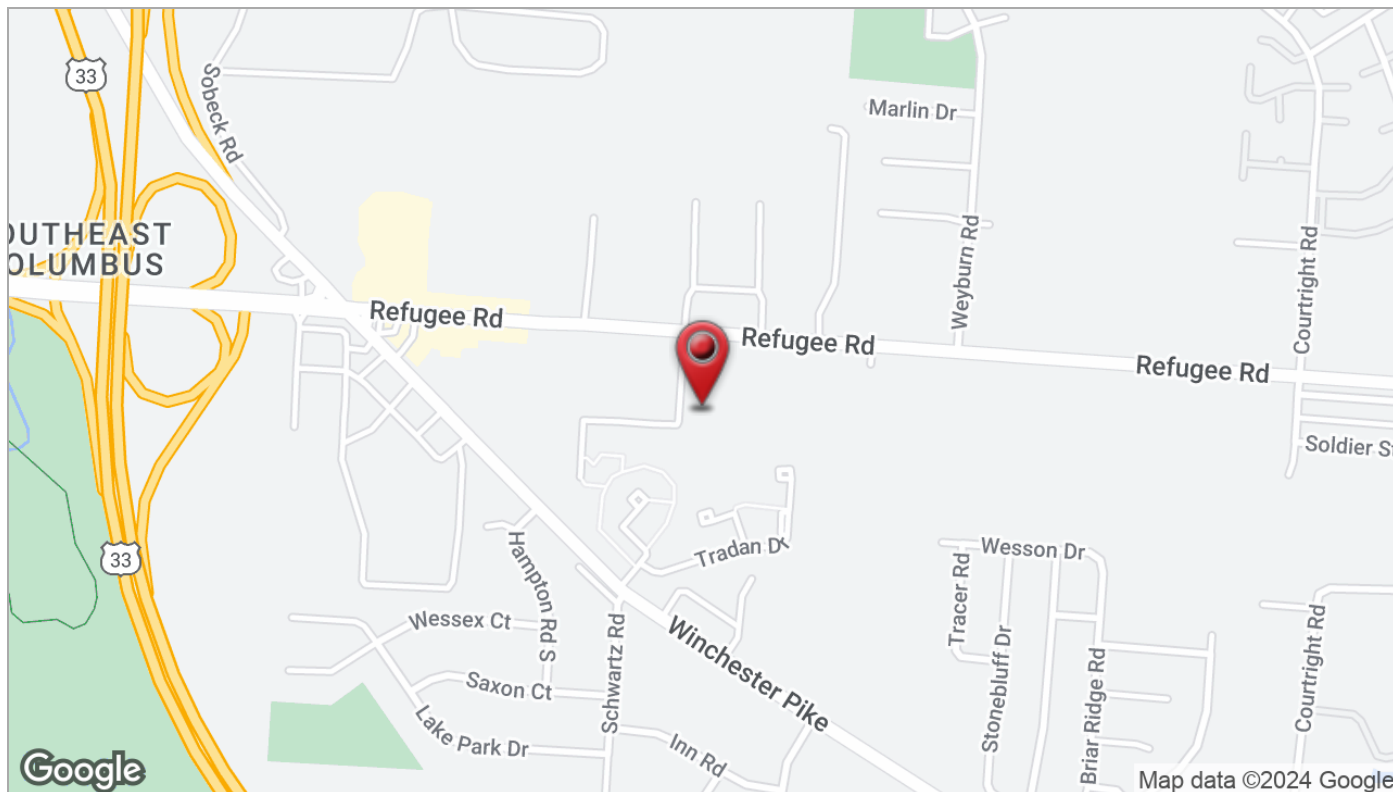 33
Sobeck Rd
Marlin Dr
OUTHEAST
OLUMBUS
Weyburn Rd
Courtright Rd
Refugee Rd
Refugee Rd
Refugee Rd
Soldier St
33
Hampton Rd S
Tradan Dr
Wesson Dr
Tracer Rd
Wessex Ct
Schwartz Rd
Winchester Pike
Stonebluff Dr
Briar Ridge Rd
Courtright Rd
Saxon Ct
Lake Park Dr
Inn Rd
Google
Map data ©2024 Google